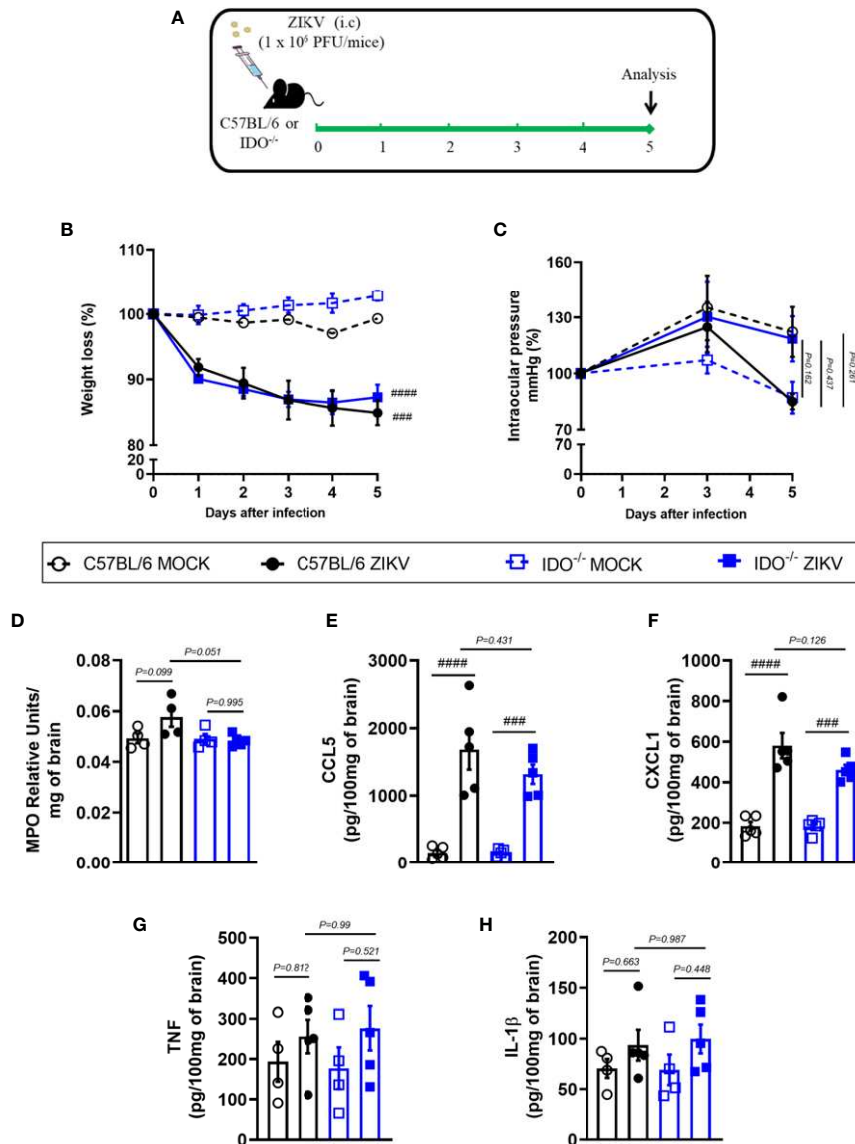 A
ZIKV (i.c)
(1 x 10⁶ PFU/mice)
Analysis
C57BL/6 or
IDO-/-
0 1 2 3 4 5
B
Weight loss (%)
110
100
90
80
20
0
0 1 2 3 4 5
Days after infection
####
###
C
Intraocular pressure
mmHg (%)
160
130
100
70
70
0
0 1 2 3 4 5
Days after infection
P=0.162
P=0.437
P=0.261
C57BL/6 MOCK C57BL/6 ZIKV IDO-/- MOCK IDO-/- ZIKV
D
MPO Relative Units/
mg of brain
0.08
0.06
0.04
0.02
0.00
P=0.051
P=0.099
P=0.995
E
CCL5
(pg/100mg of brain)
3000
2000
1000
0
P=0.431
####
###
F
CXCL1
(pg/100mg of brain)
1000
800
600
400
200
0
P=0.126
####
###
G
TNF
(pg/100mg of brain)
500
400
300
200
100
0
P=0.99
P=0.812
P=0.521
H
IL-1β
(pg/100mg of brain)
200
150
100
50
0
P=0.987
P=0.663
P=0.448